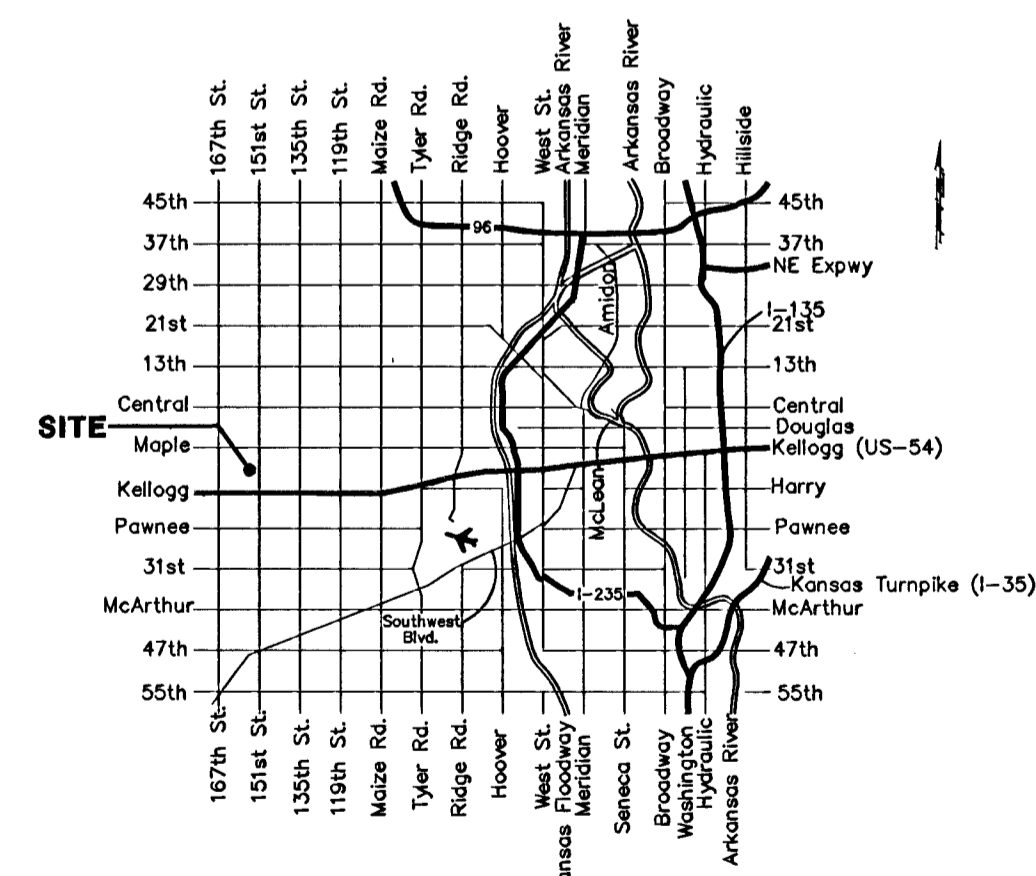 167th St.
151st St.
135th St.
119th St.
Maize Rd.
Tyler Rd.
Ridge Rd.
Hoover
West St.
Arkansas River
Meridian
Arkansas River
Broadway
Hydraulic
Hillside
45th
37th
29th
21st
13th
Central
SITE
Maple
Kellogg
Pawnee
31st
McArthur
47th
55th
96
Amidon
McLean
I-235
Southwest
Blvd.
45th
37th
NE Expwy
I-135
21st
13th
Central
Douglas
Kellogg (US-54)
Harry
Pawnee
31st
Kansas Turnpike (I-35)
McArthur
47th
55th
167th St.
151st St.
135th St.
119th St.
Maize Rd.
Tyler Rd.
Ridge Rd.
Hoover
West St.
ansas Floodway
Meridian
Seneca St.
Broadway
Washington
Hydraulic
Arkansas River